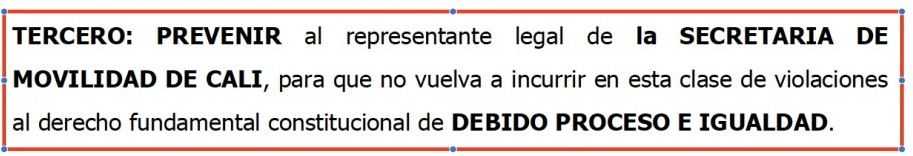 TERCERO: PREVENIR al representante legal de la SECRETARIA DE
MOVILIDAD DE CALI, para que no vuelva a incurrir en esta clase de violaciones
al derecho fundamental constitucional de DEBIDO PROCESO E IGUALDAD.